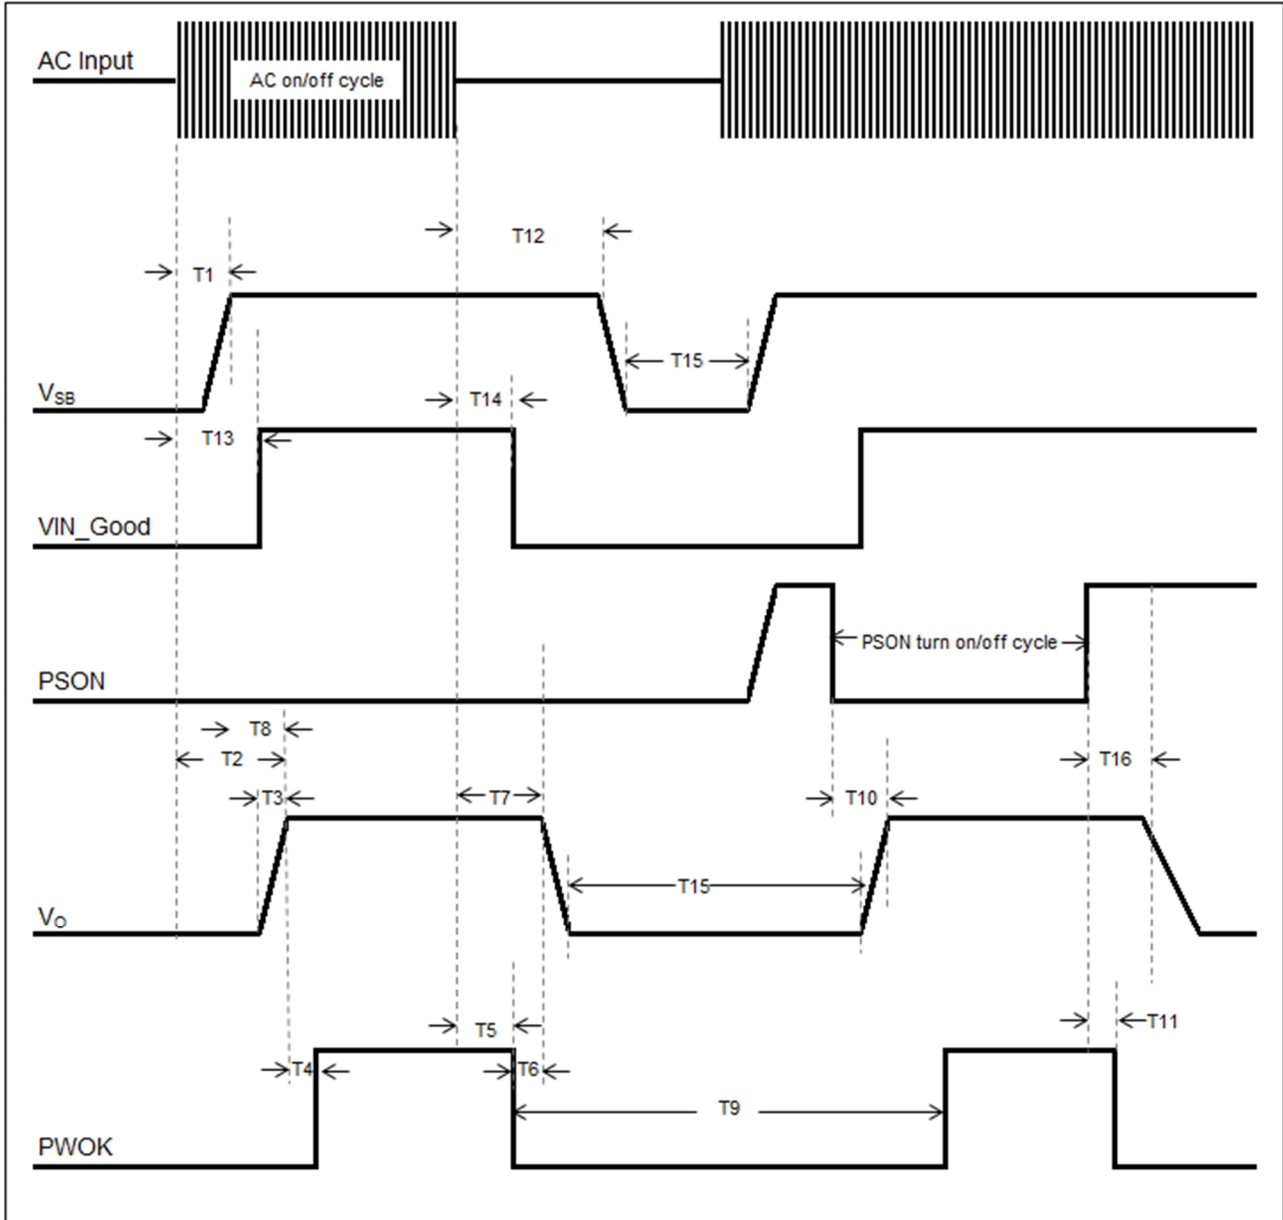 AC Input
AC on/off cycle
T12
T1
T15
VSB
T14
T13
VIN_Good
PSON turn on/off cycle
PSON
T8
T2
T16
T3
T7
T10
T15
VO
T5
T11
T4
T6
T9
PWOK